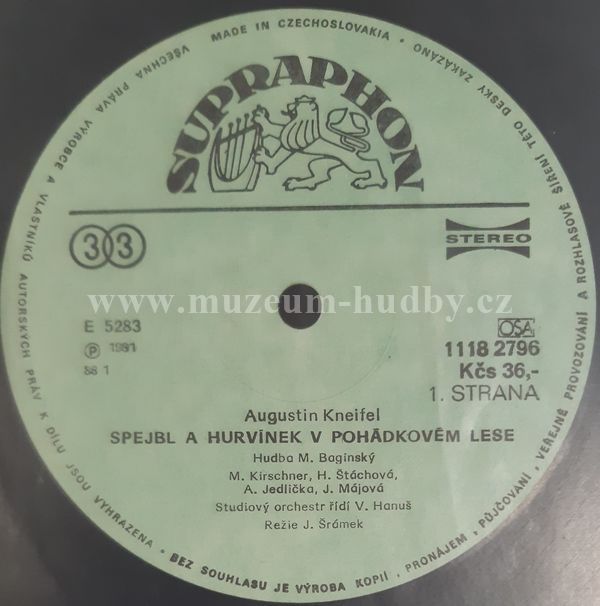 MADE IN CZECHOSLOVAKIA • VŠECHNA PRÁVA VÝROBCE A VLASTNÍKŮ AUTORSKÝCH PRÁV K DÍLU JSOU VYHRAZENA • BEZ SOUHLASU JE VÝROBA KOPIÍ, PRONÁJEM, PŮJČOVÁNÍ, VEŘEJNÉ PROVOZOVÁNÍ A ROZHLASOVÉ ŠÍŘENÍ TÉTO DESKY ZAKÁZÁNO •
SUPRAPHON
33
STEREO
www.muzeum-hudby.cz
E 5283
OSA
℗ 1981
1118 2796
88 1
Kčs 36,-
1. STRANA
Augustin Kneifel
SPEJBL A HURVÍNEK V POHÁDKOVÉM LESE
Hudba M. Baginský
M. Kirschner, H. Štáchová,
A. Jedlička, J. Májová
Studiový orchestr řídí V. Hanuš
Režie J. Šrámek